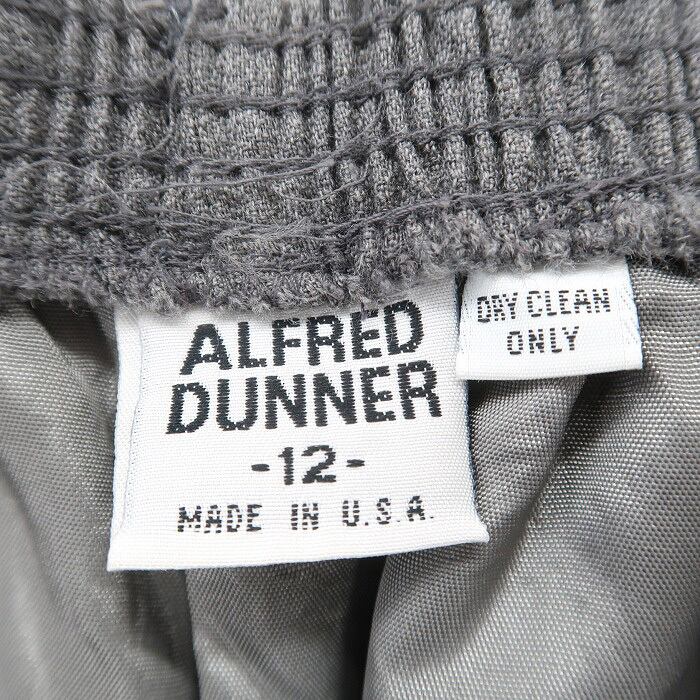 ALFRED
DUNNER
-12-
MADE IN U.S.A.
DRY CLEAN
ONLY